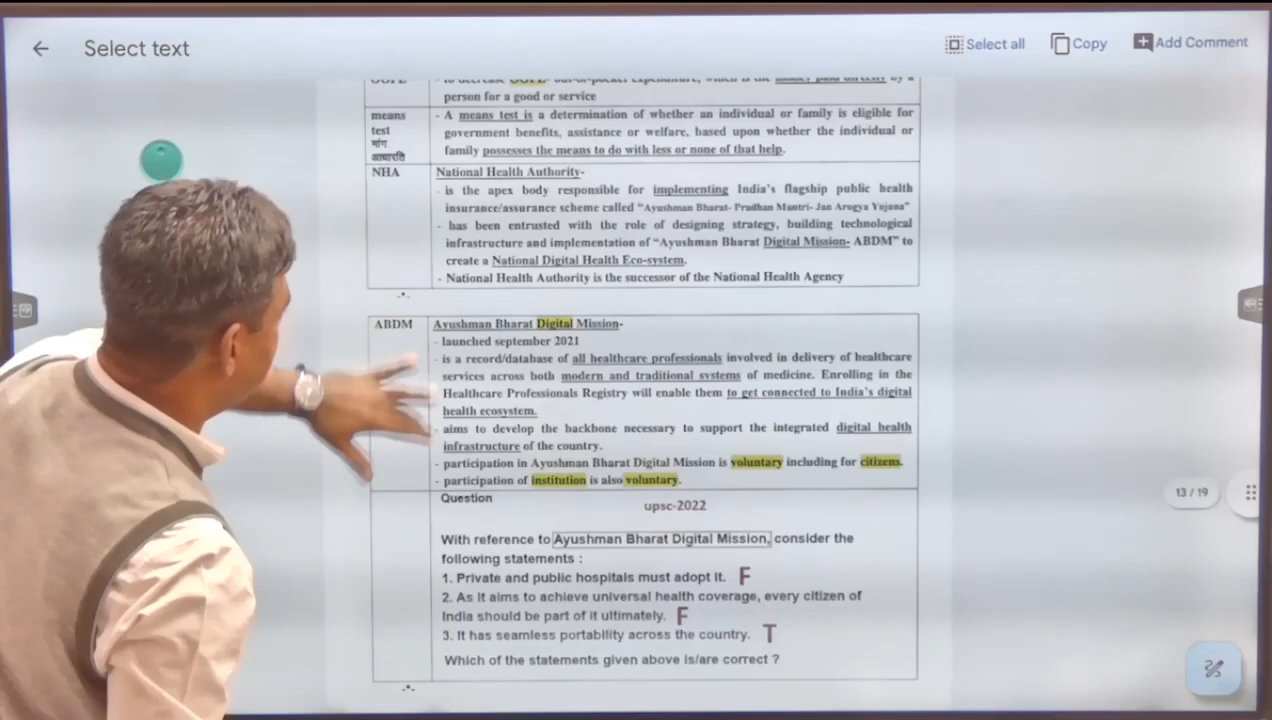 Select text
Select all
Copy
Add Comment
person for a good or service
means
test
मांग
- A means test is a determination of whether an individual or family is eligible for
government benefits, assistance or welfare, based upon whether the individual or
family possesses the means to do with less or none of that help.
NHA
National Health Authority-
- is the apex body responsible for implementing India's flagship public health
insurance/assurance scheme called "Ayushman Bharat- Pradhan Mantri- Jan Arogya Yojana"
- has been entrusted with the role of designing strategy, building technological
infrastructure and implementation of "Ayushman Bharat Digital Mission- ABDM" to
create a National Digital Health Eco-system.
- National Health Authority is the successor of the National Health Agency
-*-
ABDM
Ayushman Bharat Digital Mission-
- launched september 2021
- is a record/database of all healthcare professionals involved in delivery of healthcare
services across both modern and traditional systems of medicine. Enrolling in the
Healthcare Professionals Registry will enable them to get connected to India's digital
health ecosystem.
- aims to develop the backbone necessary to support the integrated digital health
infrastructure of the country.
- participation in Ayushman Bharat Digital Mission is voluntary including for citizens.
- participation of institution is also voluntary.
Question
upsc-2022
With reference to Ayushman Bharat Digital Mission, consider the
following statements :
1. Private and public hospitals must adopt it. F
2. As it aims to achieve universal health coverage, every citizen of
India should be part of it ultimately. F
3. It has seamless portability across the country. T
Which of the statements given above is/are correct ?
-*-
13 / 19